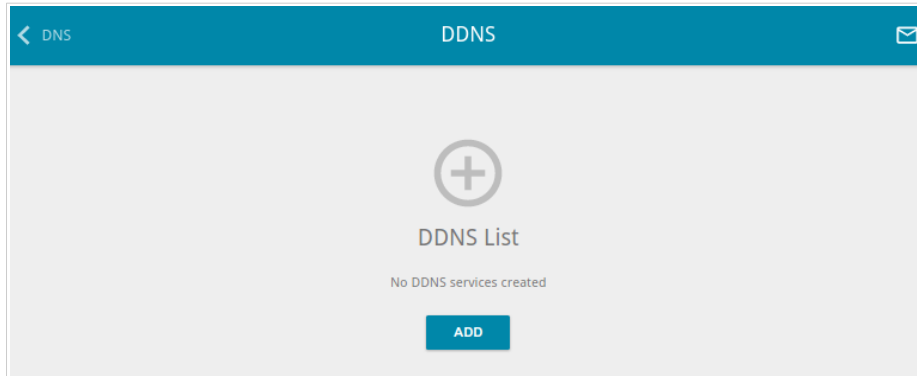 DNS
DDNS
DDNS List
No DDNS services created
ADD